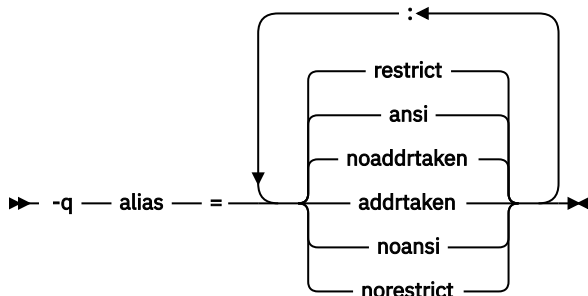 :
restrict
ansi
noaddrtaken
-q alias = addrtaken
noansi
norestrict